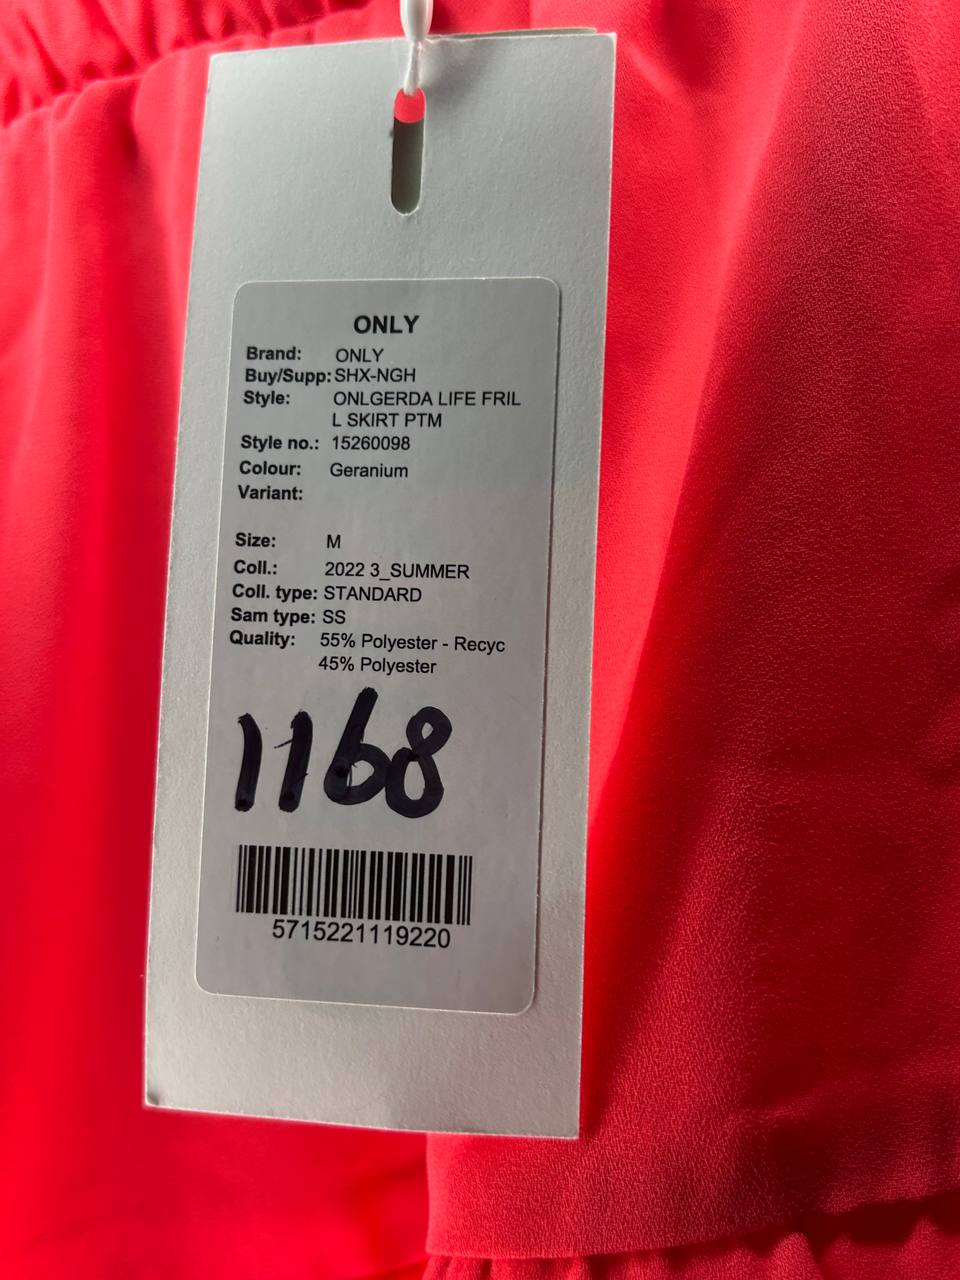 ONLY
Brand: ONLY
Buy/Supp: SHX-NGH
Style: ONLGERDA LIFE FRIL
L SKIRT PTM
Style no.: 15260098
Colour: Geranium
Variant:
Size: M
Coll.: 2022 3_SUMMER
Coll. type: STANDARD
Sam type: SS
Quality: 55% Polyester - Recyc
45% Polyester
1168
5715221119220